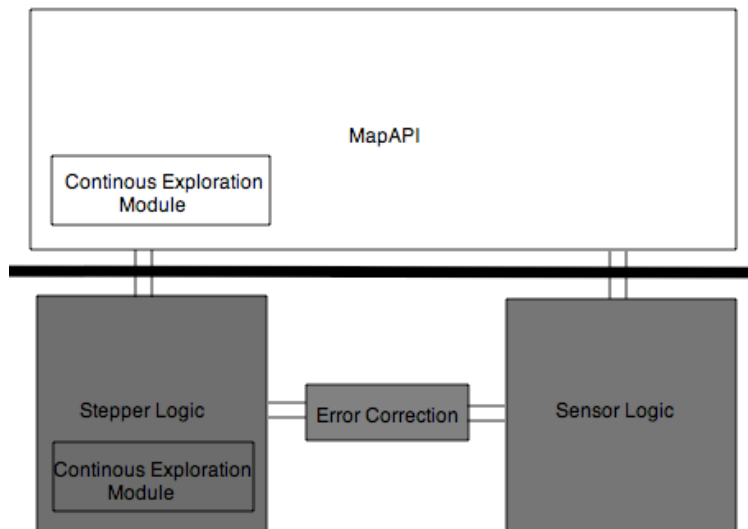 MapAPI
Continous Exploration
Module
Stepper Logic
Error Correction
Sensor Logic
Continous Exploration
Module